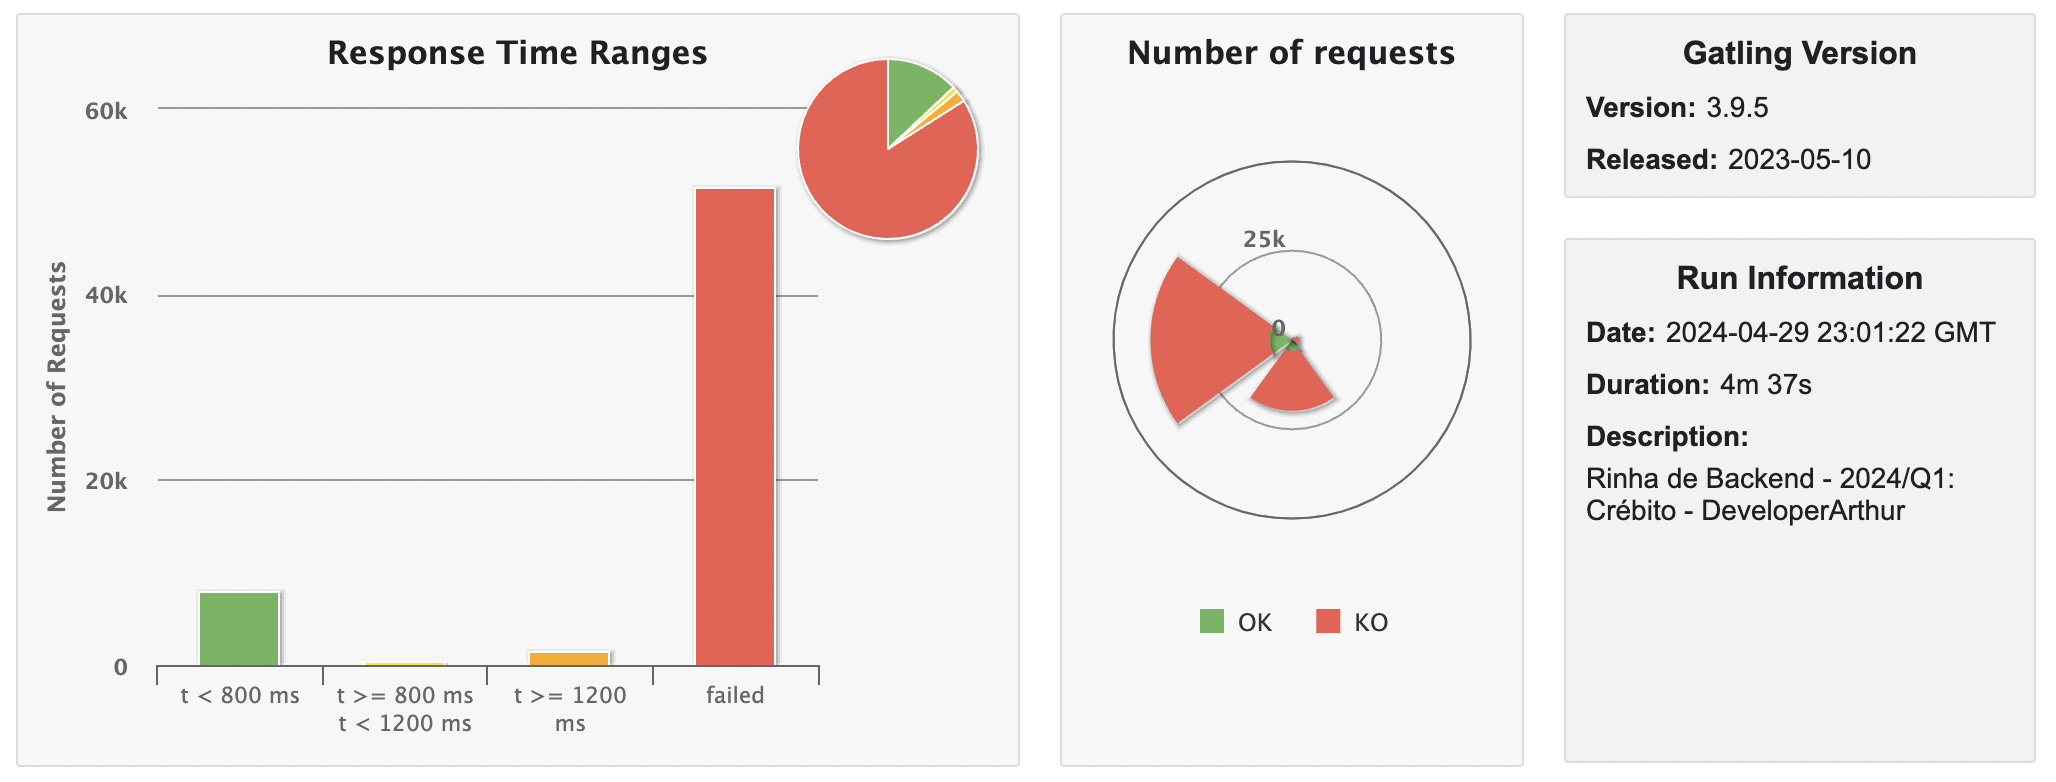 Response Time Ranges
Number of Requests
60k
40k
20k
0
t < 800 ms
t >= 800 ms
t < 1200 ms
t >= 1200
ms
failed
Number of requests
25k
0
OK
KO
Gatling Version
Version: 3.9.5
Released: 2023-05-10
Run Information
Date: 2024-04-29 23:01:22 GMT
Duration: 4m 37s
Description:
Rinha de Backend - 2024/Q1:
Crébito - DeveloperArthur